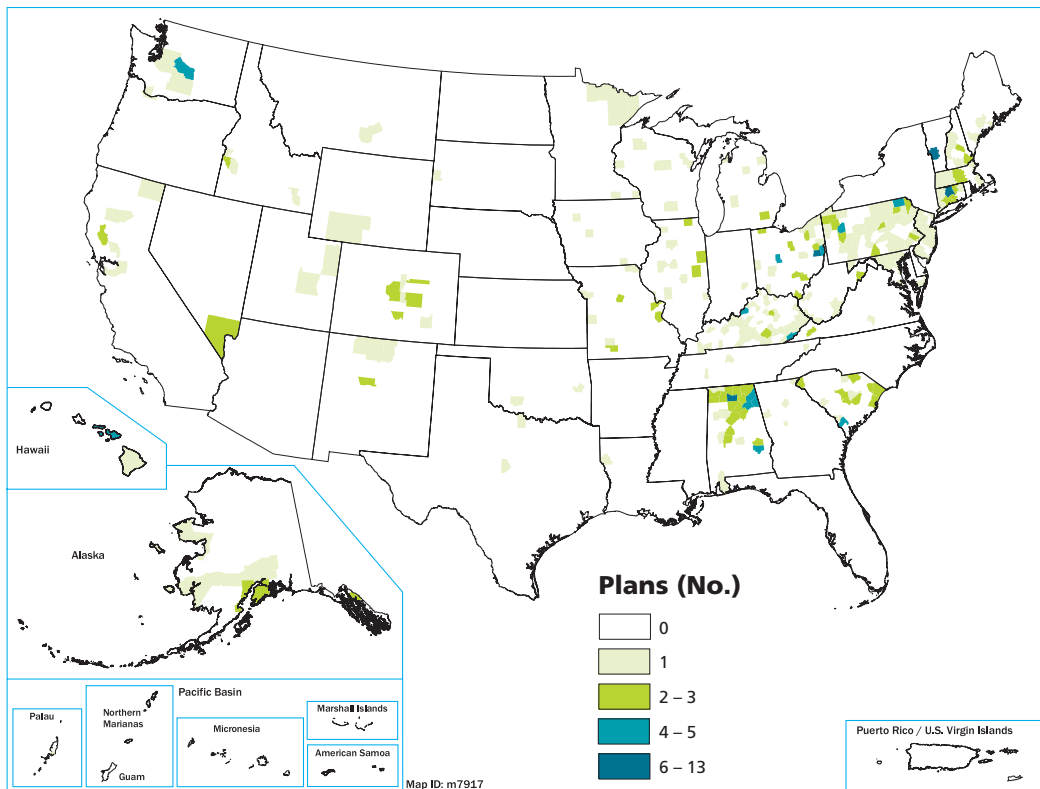 Hawaii
Alaska
Plans (No.)
0
1
2 – 3
4 – 5
6 – 13
Pacific Basin
Palau
Northern
Marianas
Guam
Micronesia
Marshall Islands
American Samoa
Map ID: m7917
Puerto Rico / U.S. Virgin Islands